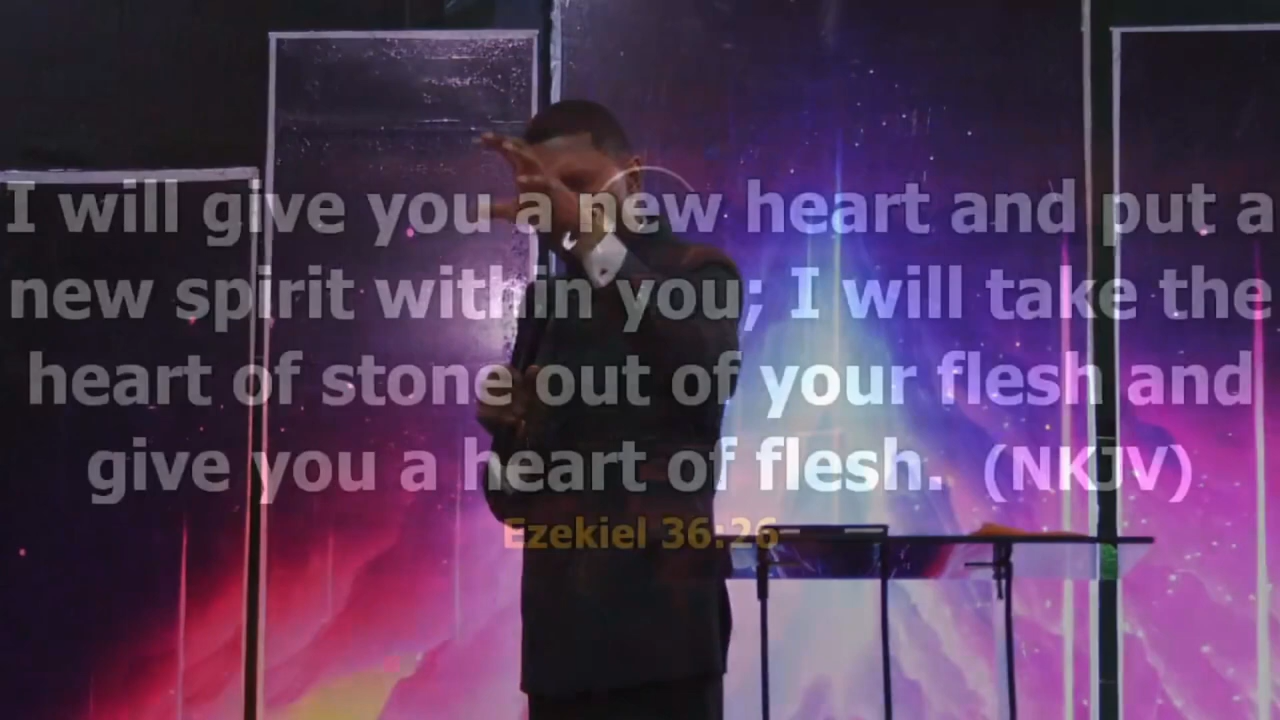 I will give you a new heart and put a
new spirit within you; I will take the
heart of stone out of your flesh and
give you a heart of flesh. (NKJV)
Ezekiel 36:26